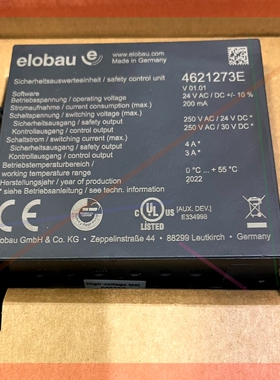 elobau e
www.elobau.com
Made in Germany
Sicherheitsauswerteeinheit / safety control unit
4621273E
Software
V 01.01
Betriebsspannung / operating voltage
24 V AC / DC +/- 10 %
Stromaufnahme / current consumption (max.)
200 mA
Schaltspannung / switching voltage (max.)
Sicherheitsausgang / safety output
250 V AC / 24 V DC *
Kontrollausgang / control output
250 V AC / 30 V DC *
Schaltstrom / switching current (max.)
Sicherheitsausgang / safety output
4 A *
Kontrollausgang / control output
3 A *
Betriebstemperaturbereich /
working temperature range
0 °C ... + 55 °C
Herstellungsjahr / year of production
2022
* siehe Betriebsanleitung / see instruction
CE
UK CA
C UL US LISTED
[AUX. DEV.]
E334998
elobau GmbH & Co. KG • Zeppelinstraße 44 • 88299 Leutkirch • Germany